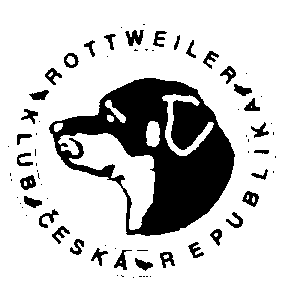 ROTTWEILER
KLUB ČESKÁ REPUBLIKA